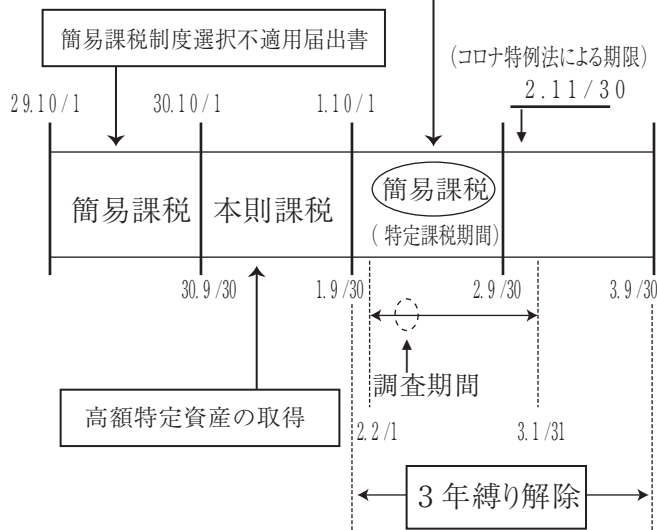 簡易課税制度選択不適用届出書
(コロナ特例法による期限)
2.11/30
29.10/1
30.10/1
1.10/1
簡易課税
本則課税
簡易課税
(特定課税期間)
30.9/30
1.9/30
2.9/30
3.9/30
調査期間
高額特定資産の取得
2.2/1
3.1/31
3年縛り解除